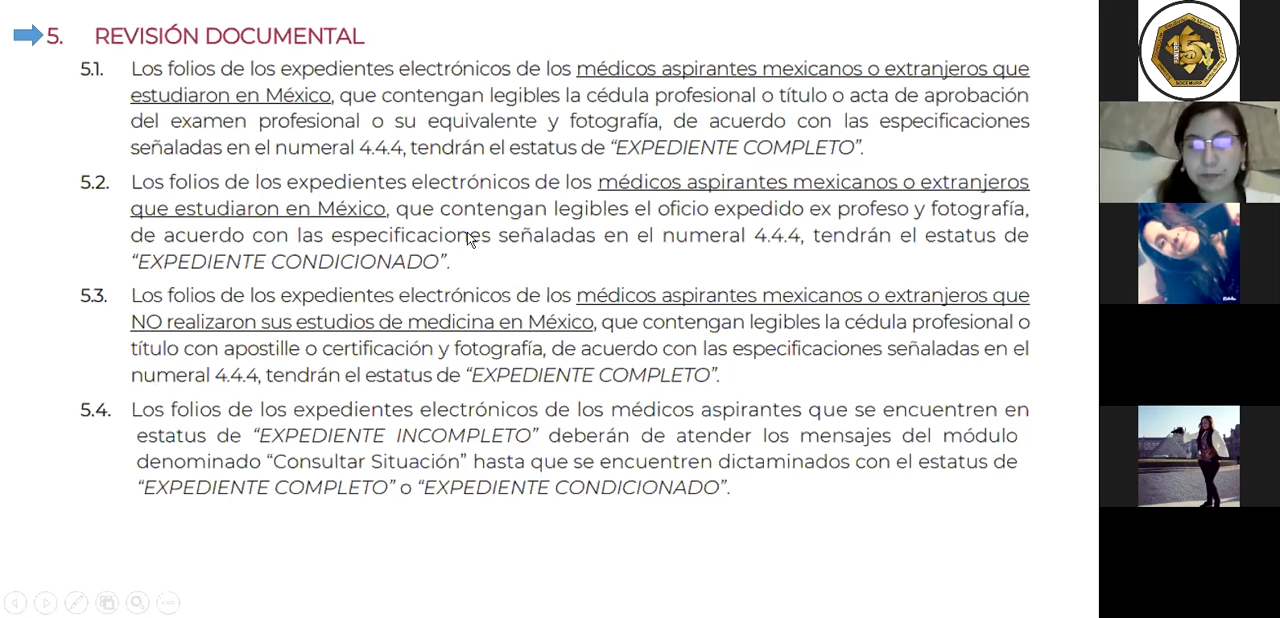 5. REVISIÓN DOCUMENTAL
5.1. Los folios de los expedientes electrónicos de los médicos aspirantes mexicanos o extranjeros que
estudiaron en México, que contengan legibles la cédula profesional o título o acta de aprobación
del examen profesional o su equivalente y fotografía, de acuerdo con las especificaciones
señaladas en el numeral 4.4.4, tendrán el estatus de “EXPEDIENTE COMPLETO”.
5.2. Los folios de los expedientes electrónicos de los médicos aspirantes mexicanos o extranjeros
que estudiaron en México, que contengan legibles el oficio expedido ex profeso y fotografía,
de acuerdo con las especificaciones señaladas en el numeral 4.4.4, tendrán el estatus de
“EXPEDIENTE CONDICIONADO”.
5.3. Los folios de los expedientes electrónicos de los médicos aspirantes mexicanos o extranjeros que
NO realizaron sus estudios de medicina en México, que contengan legibles la cédula profesional o
título con apostille o certificación y fotografía, de acuerdo con las especificaciones señaladas en el
numeral 4.4.4, tendrán el estatus de “EXPEDIENTE COMPLETO”.
5.4. Los folios de los expedientes electrónicos de los médicos aspirantes que se encuentren en
estatus de “EXPEDIENTE INCOMPLETO” deberán de atender los mensajes del módulo
denominado “Consultar Situación” hasta que se encuentren dictaminados con el estatus de
“EXPEDIENTE COMPLETO” o “EXPEDIENTE CONDICIONADO”.
15